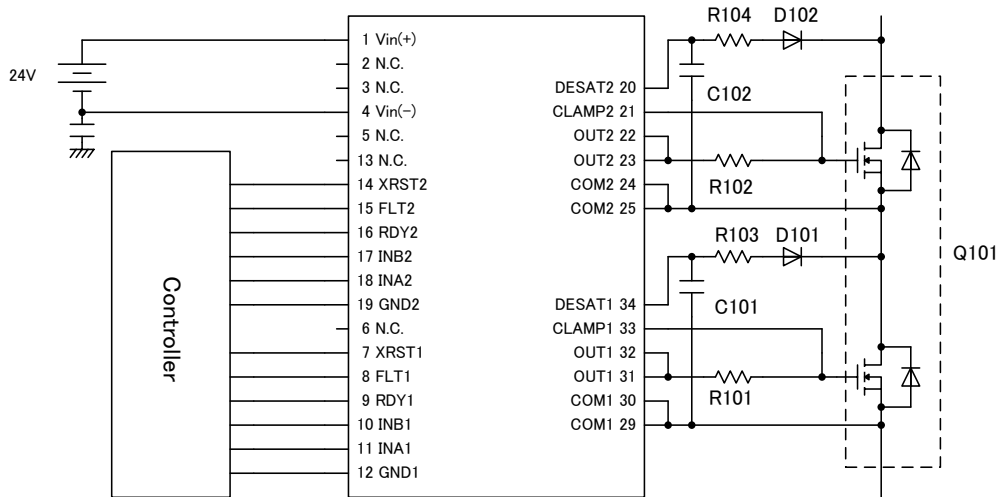 24V
Controller
1 Vin(+)
2 N.C.
3 N.C.
4 Vin(-)
5 N.C.
13 N.C.
14 XRST2
15 FLT2
16 RDY2
17 INB2
18 INA2
19 GND2
6 N.C.
7 XRST1
8 FLT1
9 RDY1
10 INB1
11 INA1
12 GND1
DESAT2 20
CLAMP2 21
OUT2 22
OUT2 23
COM2 24
COM2 25
DESAT1 34
CLAMP1 33
OUT1 32
OUT1 31
COM1 30
COM1 29
R104 D102
C102
R102
R103 D101
C101
R101
Q101